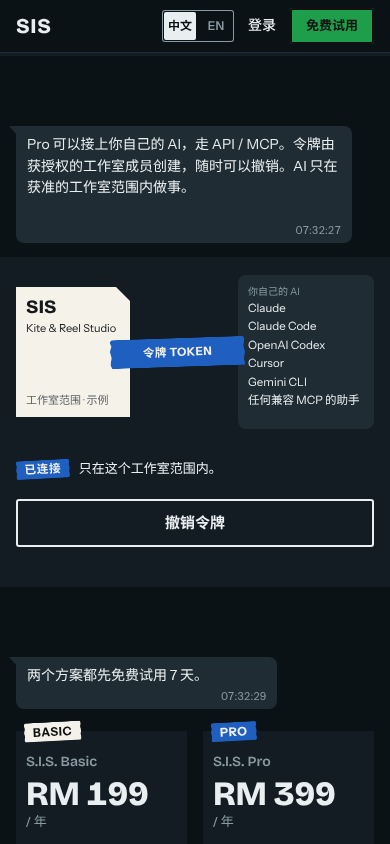 SIS
中文 EN 登录 免费试用
Pro 可以接上你自己的 AI，走 API / MCP。令牌由
获授权的工作室成员创建，随时可以撤销。AI 只在
获准的工作室范围内做事。
07:32:27
SIS
Kite & Reel Studio
工作室范围·示例
令牌 TOKEN
你自己的 AI
Claude
Claude Code
OpenAI Codex
Cursor
Gemini CLI
任何兼容 MCP 的助手
已连接 只在这个工作室范围内。
撤销令牌
两个方案都先免费试用 7 天。
07:32:29
BASIC
S.I.S. Basic
RM 199
/ 年
PRO
S.I.S. Pro
RM 399
/ 年